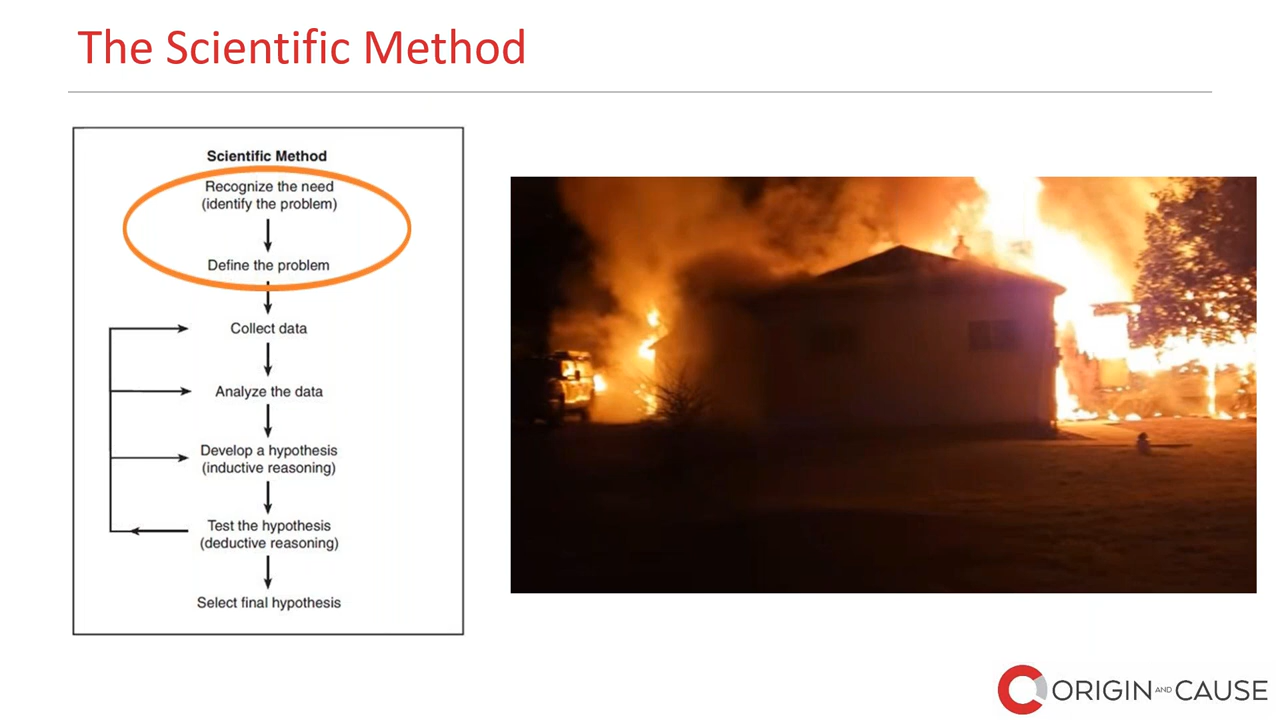 The Scientific Method
Scientific Method
Recognize the need
(identify the problem)
Define the problem
Collect data
Analyze the data
Develop a hypothesis
(inductive reasoning)
Test the hypothesis
(deductive reasoning)
Select final hypothesis
ORIGIN AND CAUSE